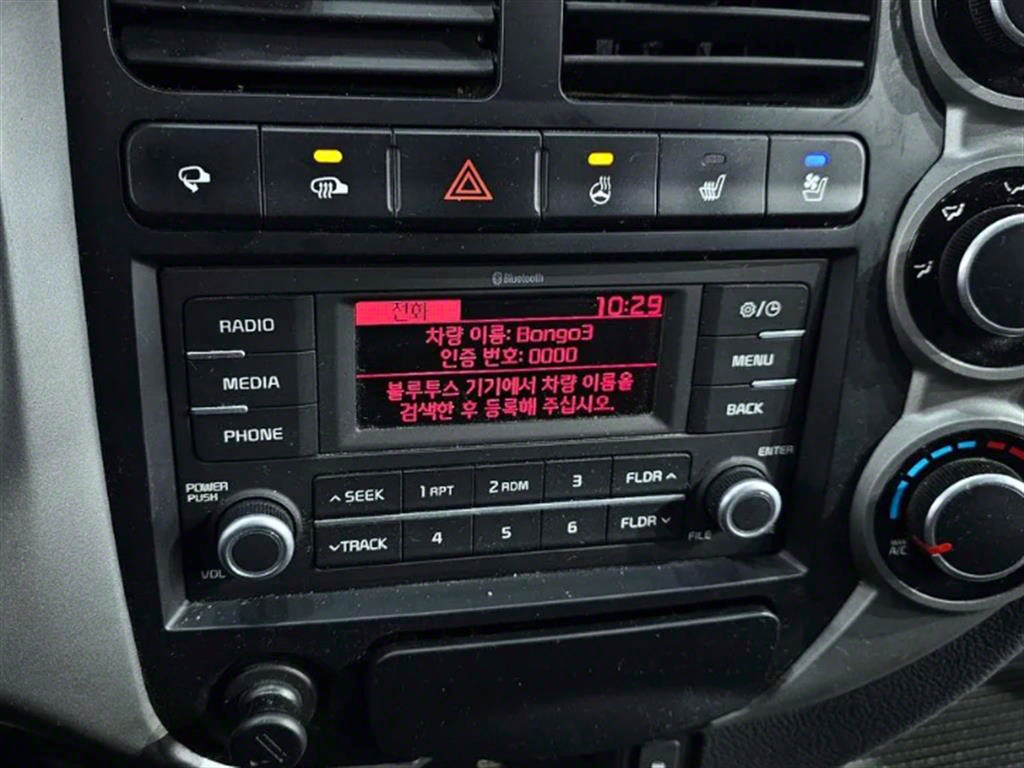 Bluetooth
전화 10:29
차량 이름: Bongo3
인증 번호: 0000
블루투스 기기에서 차량 이름을
검색한 후 등록해 주십시오.
RADIO
MEDIA
PHONE
MENU
BACK
POWER
PUSH
VOL
SEEK
1 RPT
2 RDM
3
FLDR
TRACK
4
5
6
FLDR
ENTER
FILE
A/C